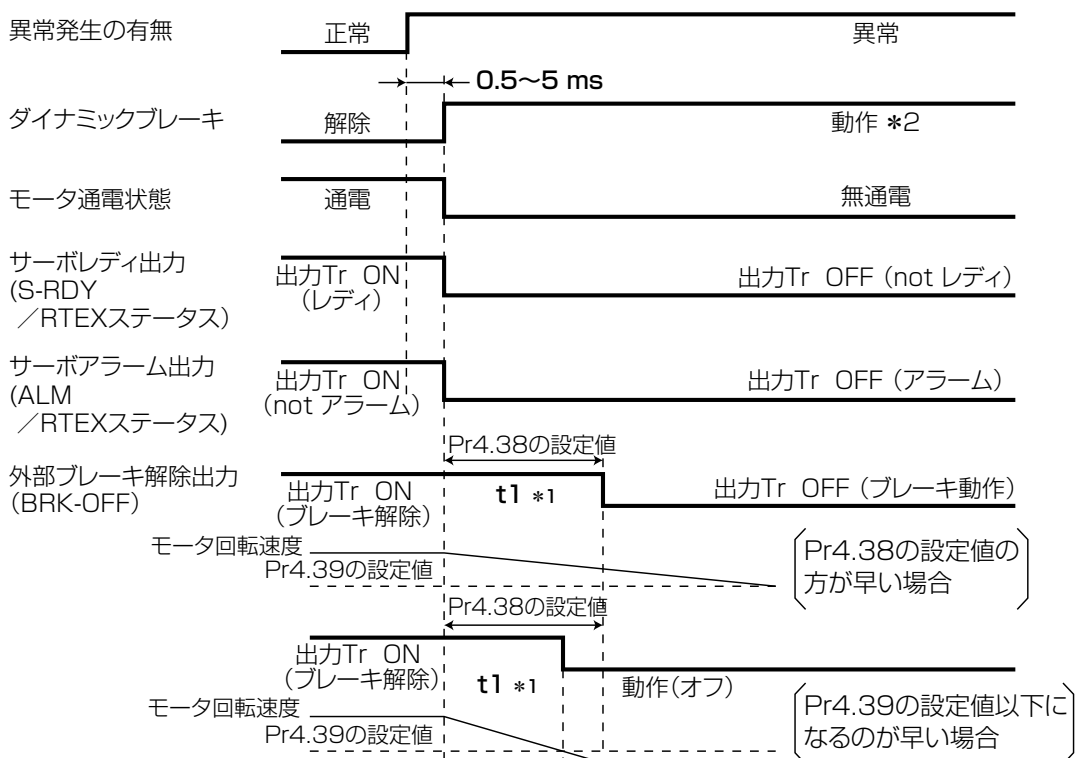 異常発生の有無
正常
異常
0.5～5 ms
ダイナミックブレーキ
解除
動作 *2
モータ通電状態
通電
無通電
サーボレディ出力
(S-RDY
／RTEXステータス)
出力Tr ON
(レディ)
出力Tr OFF (not レディ)
サーボアラーム出力
(ALM
／RTEXステータス)
出力Tr ON
(not アラーム)
出力Tr OFF (アラーム)
Pr4.38の設定値
外部ブレーキ解除出力
(BRK-OFF)
出力Tr ON
(ブレーキ解除)
t1 *1
出力Tr OFF (ブレーキ動作)
モータ回転速度
Pr4.39の設定値
Pr4.38の設定値の
方が早い場合
Pr4.38の設定値
出力Tr ON
(ブレーキ解除)
t1 *1
動作(オフ)
モータ回転速度
Pr4.39の設定値
Pr4.39の設定値以下に
なるのが早い場合